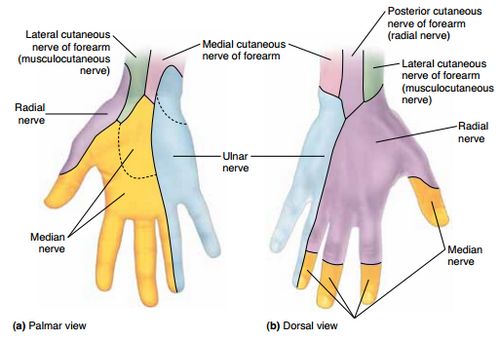 Lateral cutaneous
nerve of forearm
(musculocutaneous
nerve)
Medial cutaneous
nerve of forearm
Radial
nerve
Ulnar
nerve
Median
nerve
(a) Palmar view
Posterior cutaneous
nerve of forearm
(radial nerve)
Lateral cutaneous
nerve of forearm
(musculocutaneous
nerve)
Radial
nerve
Median
nerve
(b) Dorsal view